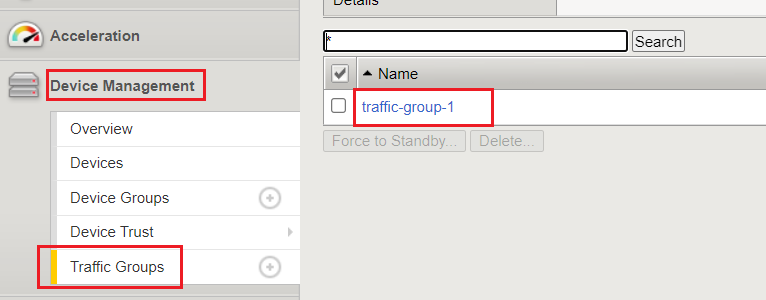 Details
Acceleration
*
Search
Device Management
Name
traffic-group-1
Overview
Force to Standby...
Delete...
Devices
Device Groups
Device Trust
Traffic Groups